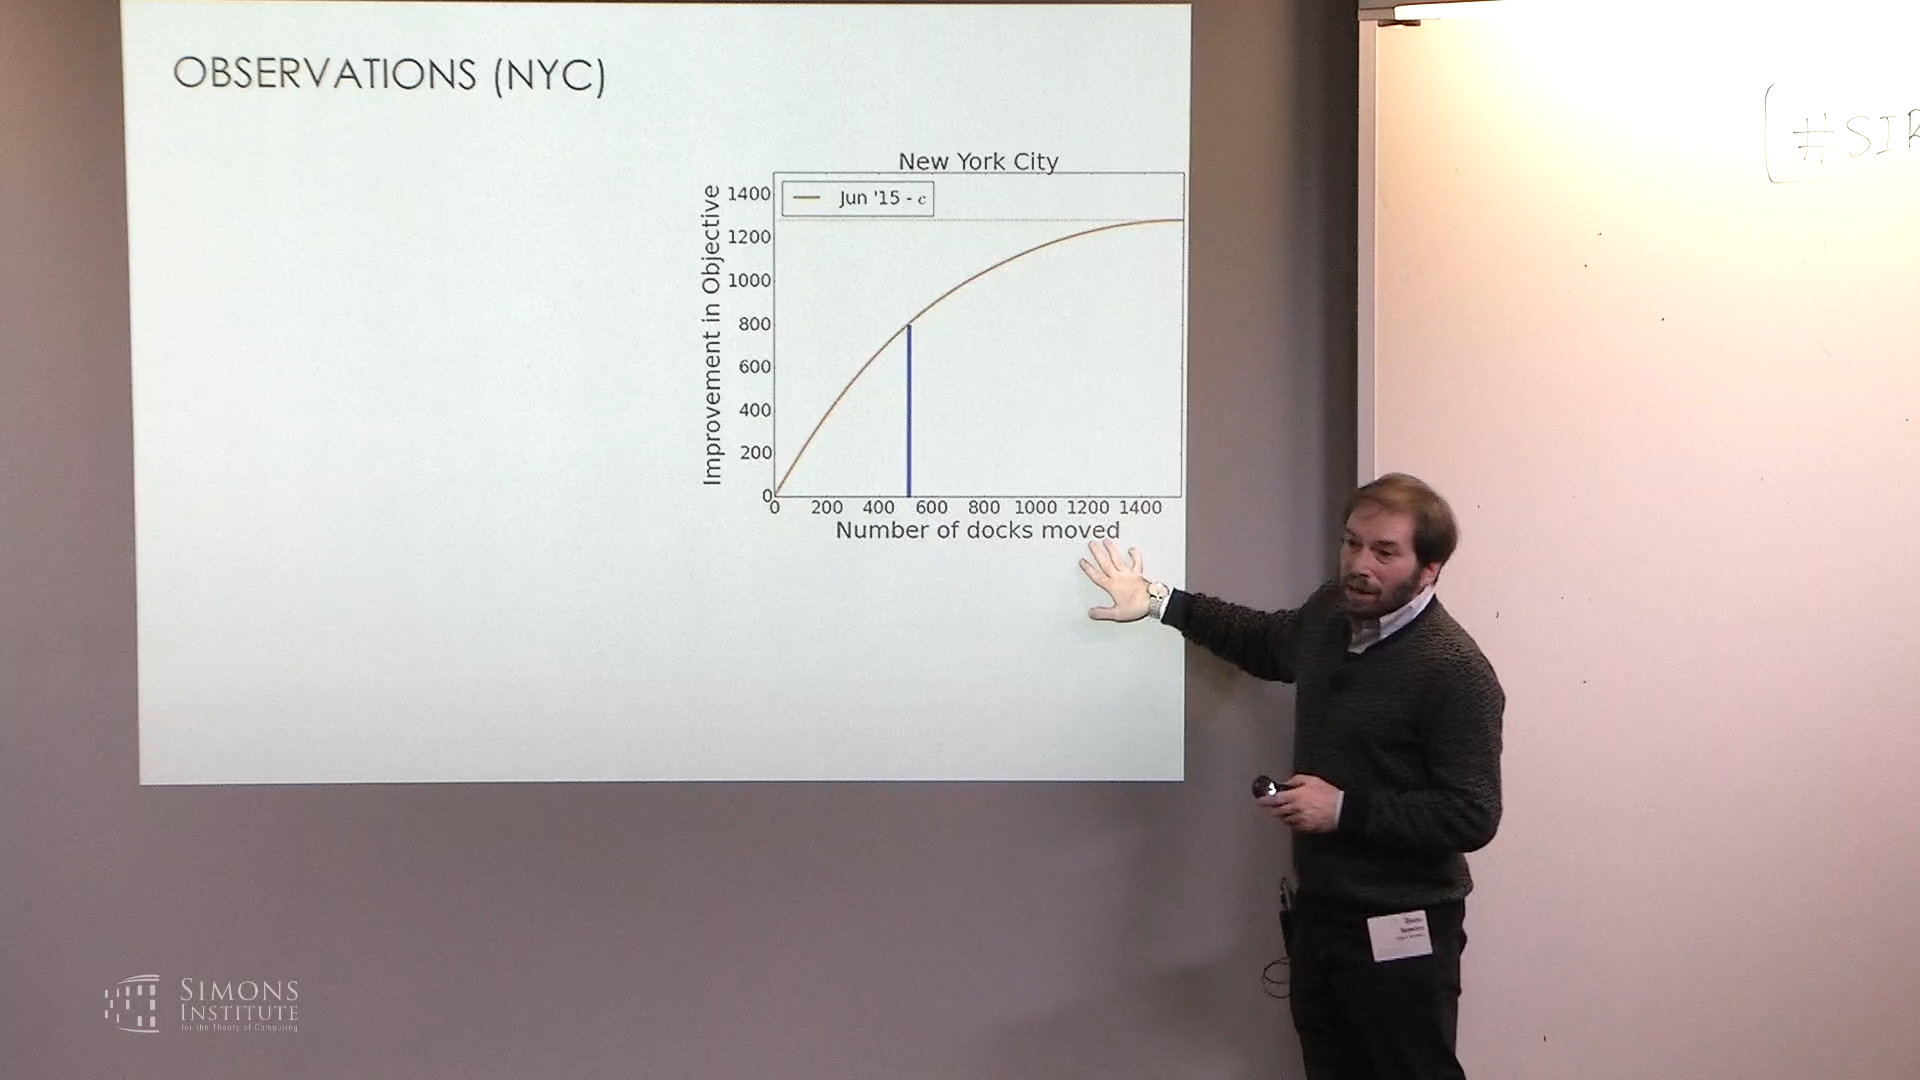 OBSERVATIONS (NYC)
New York City
Jun '15 - c
Improvement in Objective
1400
1200
1000
800
600
400
200
0
0 200 400 600 800 1000 1200 1400
Number of docks moved
#SIR
SIMONS
INSTITUTE
for the Theory of Computing